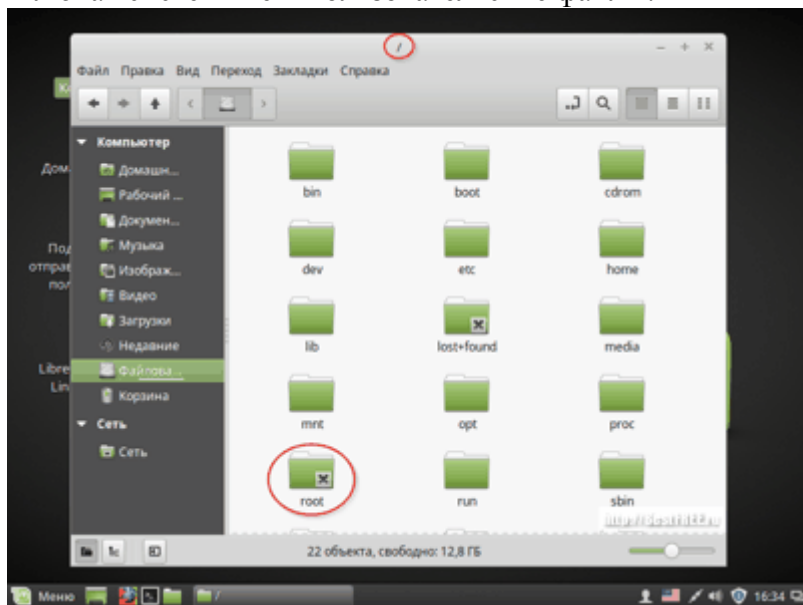 /
Файл Правка Вид Переход Закладки Справка
Компьютер
Домашн...
Рабочий ...
Докумен...
Музыка
Изображ...
Видео
Загрузки
Недавние
Файлова...
Корзина
Сеть
Сеть
bin boot cdrom
dev etc home
lib lost+found media
mnt opt proc
root run sbin
22 объекта, свободно: 12,8 ГБ
Меню / 16:34